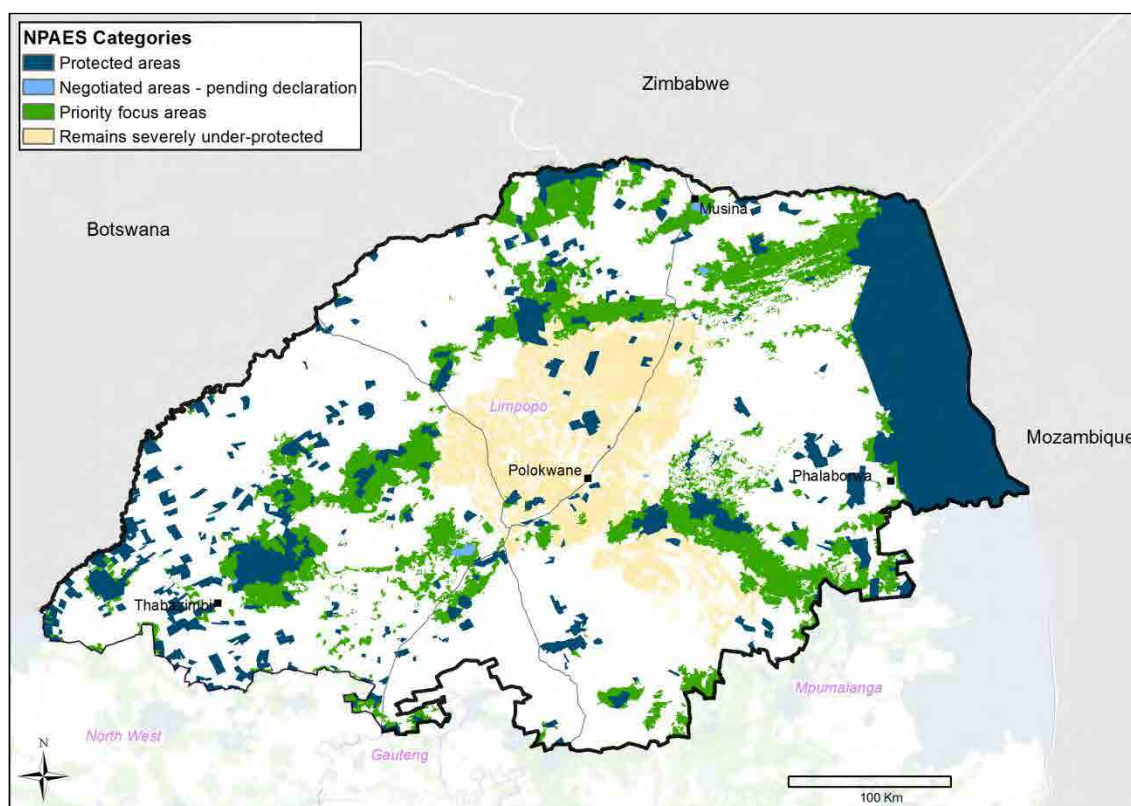 NPAES Categories
Protected areas
Negotiated areas - pending declaration
Priority focus areas
Remains severely under-protected
Zimbabwe
Botswana
Musina
Limpopo
Mozambique
Polokwane
Phalaborwa
Thabazimbi
Mpumalanga
North West
Gauteng
N
100 Km